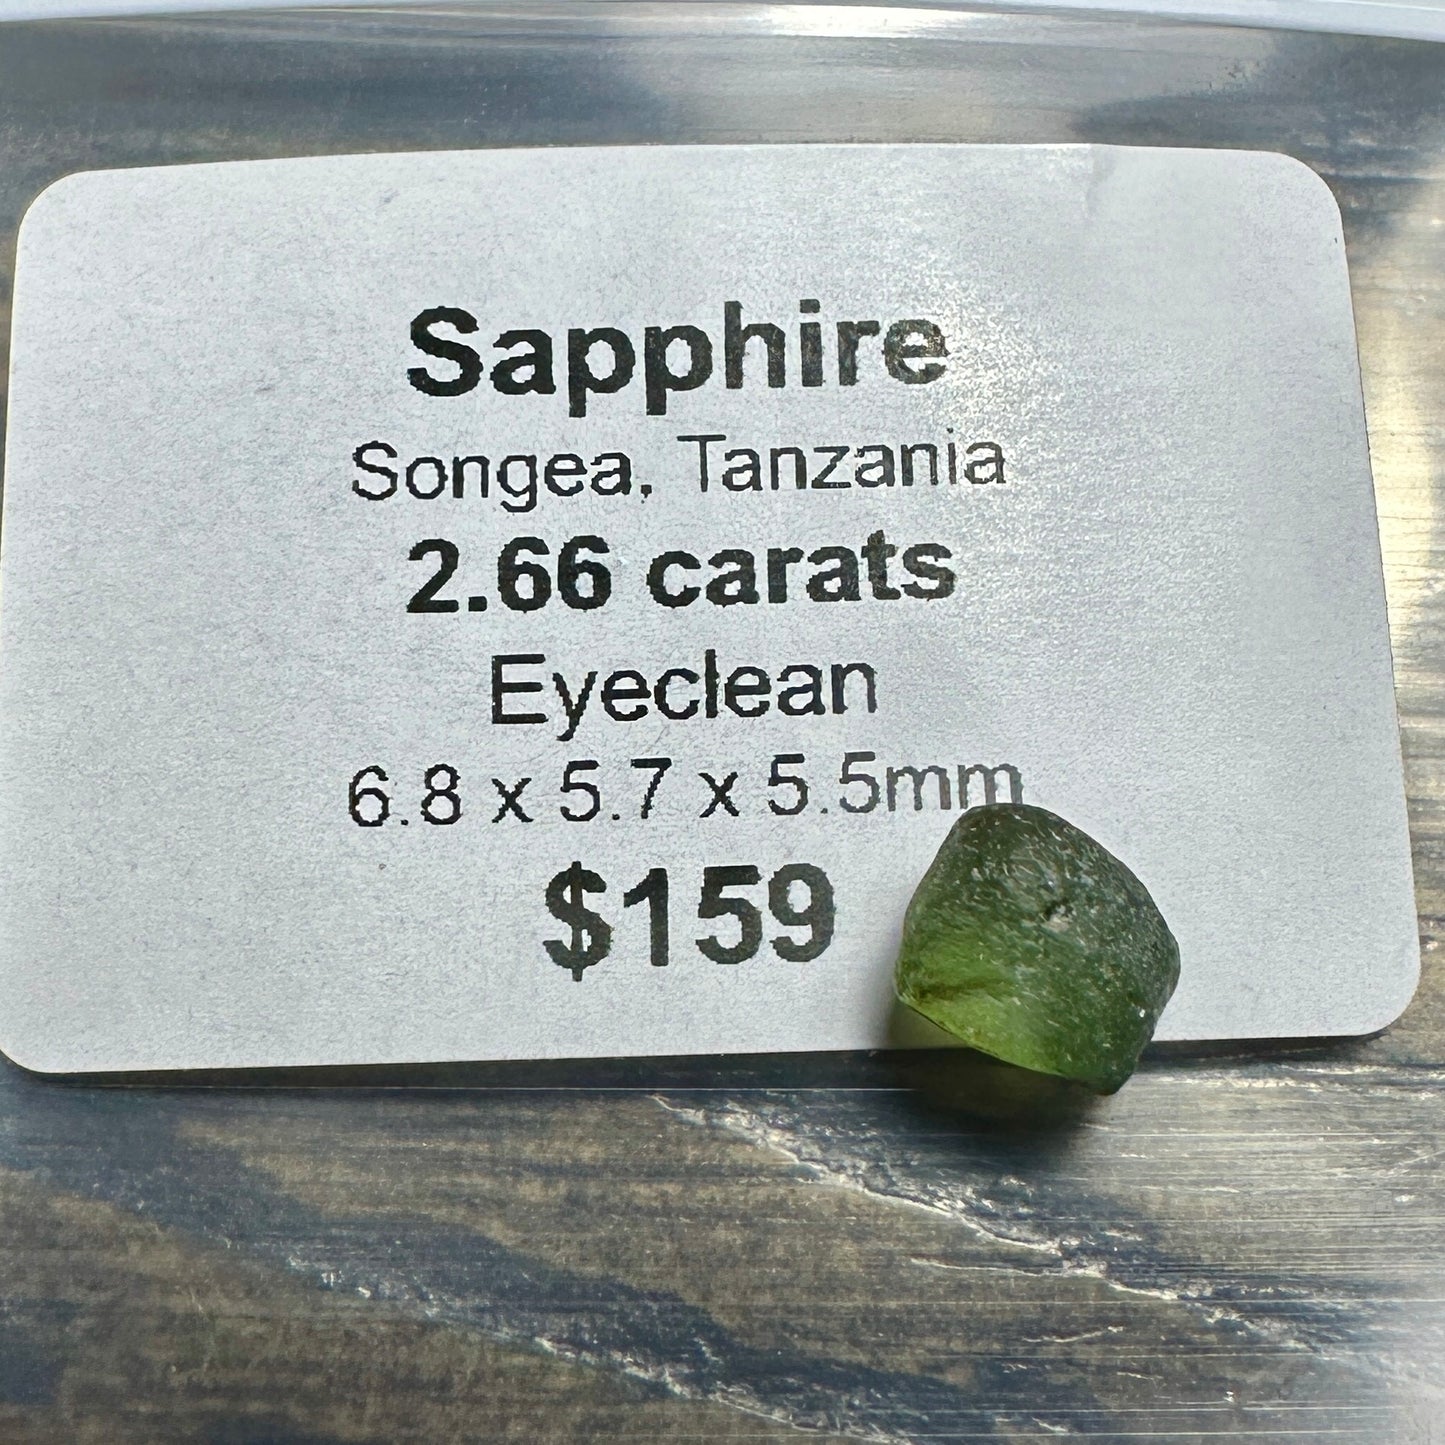 Sapphire
Songea, Tanzania
2.66 carats
Eyeclean
6.8 x 5.7 x 5.5mm
$159